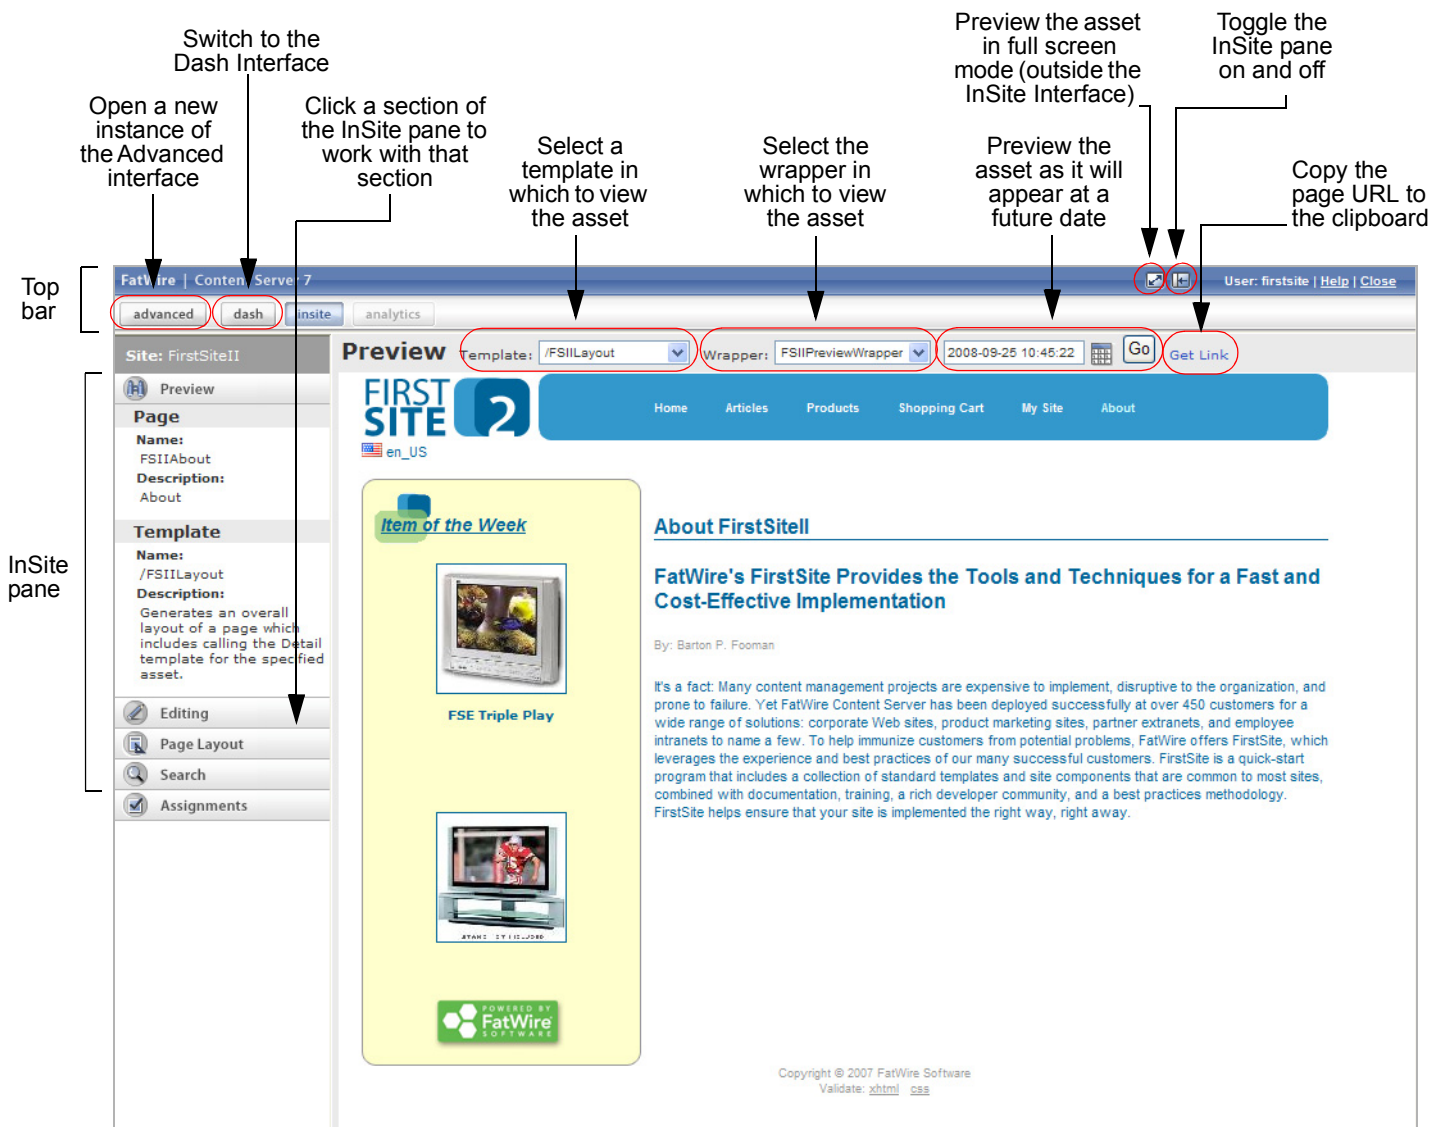 Switch to the
Dash Interface
Open a new
instance of
the Advanced
interface
Click a section of
the InSite pane to
work with that
section
Select a
template in
which to view
the asset
Select the
wrapper in
which to view
the asset
Preview the asset
in full screen
mode (outside the
InSite Interface)
Preview the
asset as it will
appear at a
future date
Toggle the
InSite pane
on and off
Copy the
page URL to
the clipboard
Top
bar
FatWire | Content Server 7
User: firstsite | Help | Close
advanced dash insite analytics
Site: FirstSiteII
Preview Template: /FSIILayout Wrapper: FSIIPreviewWrapper 2008-09-25 10:45:22 Go Get Link
InSite
pane
Preview
Page
Name:
FSIIAbout
Description:
About
Template
Name:
/FSIILayout
Description:
Generates an overall
layout of a page which
includes calling the Detail
template for the specified
asset.
Editing
Page Layout
Search
Assignments
FIRST
SITE 2
Home Articles Products Shopping Cart My Site About
en_US
Item of the Week
FSE Triple Play
POWERED BY
FatWire
SOFTWARE
About FirstSiteII
FatWire's FirstSite Provides the Tools and Techniques for a Fast and
Cost-Effective Implementation
By: Barton P. Fooman
It's a fact: Many content management projects are expensive to implement, disruptive to the organization, and
prone to failure. Yet FatWire Content Server has been deployed successfully at over 450 customers for a
wide range of solutions: corporate Web sites, product marketing sites, partner extranets, and employee
intranets to name a few. To help immunize customers from potential problems, FatWire offers FirstSite, which
leverages the experience and best practices of our many successful customers. FirstSite is a quick-start
program that includes a collection of standard templates and site components that are common to most sites,
combined with documentation, training, a rich developer community, and a best practices methodology.
FirstSite helps ensure that your site is implemented the right way, right away.
Copyright © 2007 FatWire Software
Validate: xhtml css